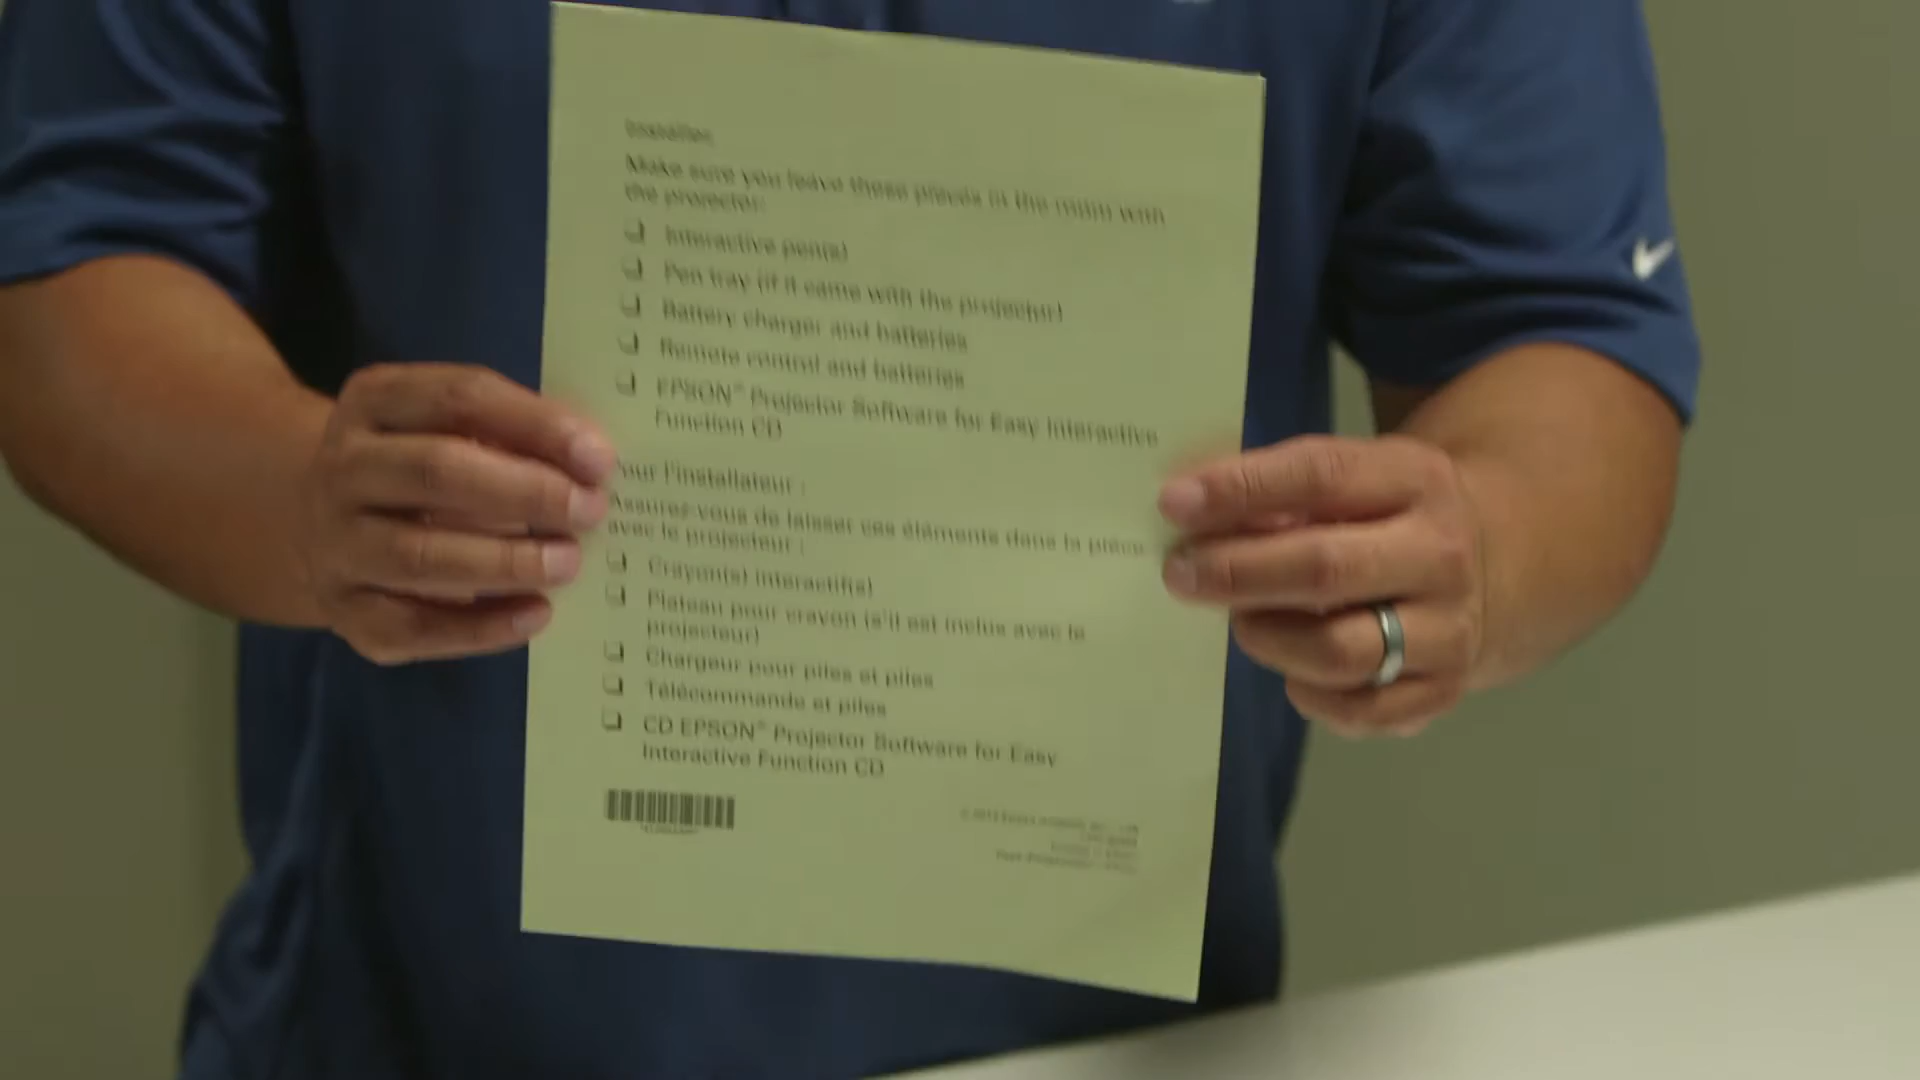 Installer,
Make sure you leave these pieces in the room with
the projector:
❏ Interactive pen(s)
❏ Pen tray (if it came with the projector)
❏ Battery charger and batteries
❏ Remote control and batteries
❏ EPSON® Projector Software for Easy Interactive
Function CD
Pour l'installateur :
Assurez-vous de laisser ces éléments dans la pièce
avec le projecteur :
❏ Crayon(s) interactif(s)
❏ Plateau pour crayon (s'il est inclus avec le
projecteur)
❏ Chargeur pour piles et piles
❏ Télécommande et piles
❏ CD EPSON® Projector Software for Easy
Interactive Function CD